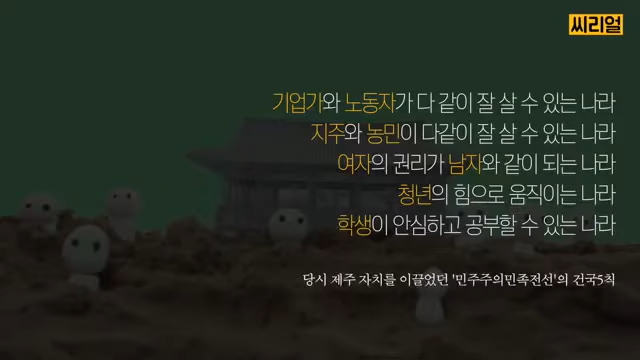 씨리얼
기업가와 노동자가 다 같이 잘 살 수 있는 나라
지주와 농민이 다같이 잘 살 수 있는 나라
여자의 권리가 남자와 같이 되는 나라
청년의 힘으로 움직이는 나라
학생이 안심하고 공부할 수 있는 나라
당시 제주 자치를 이끌었던 '민주주의민족전선'의 건국5칙